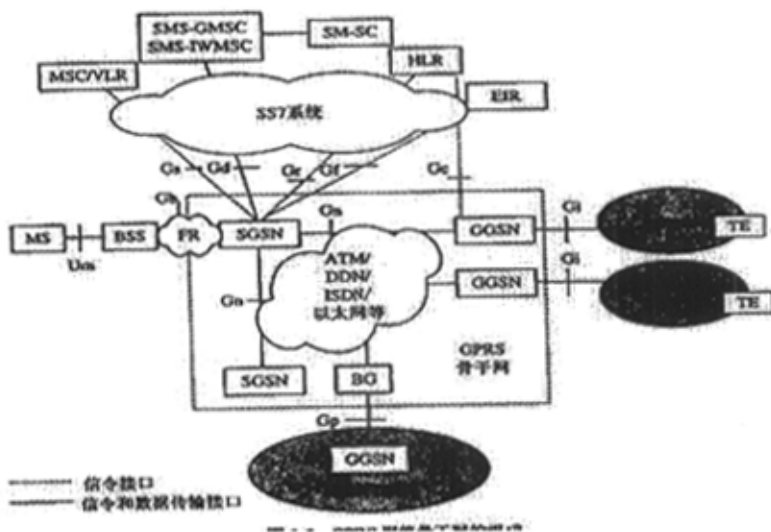 SMS-GMSC
SMS-IWMSC
SM-SC
HLR
MSC/VLR
EIR
SS7系统
Gs
Gd
Gr
Gf
Gc
Gb
Gn
Gi
MS
BSS
FR
SGSN
GGSN
TE
Um
ATM/
DDN/
ISDN/
以太网等
Gi
GGSN
TE
Gn
GPRS
骨干网
SGSN
BG
Gp
GGSN
信令接口
信令和数据传输接口